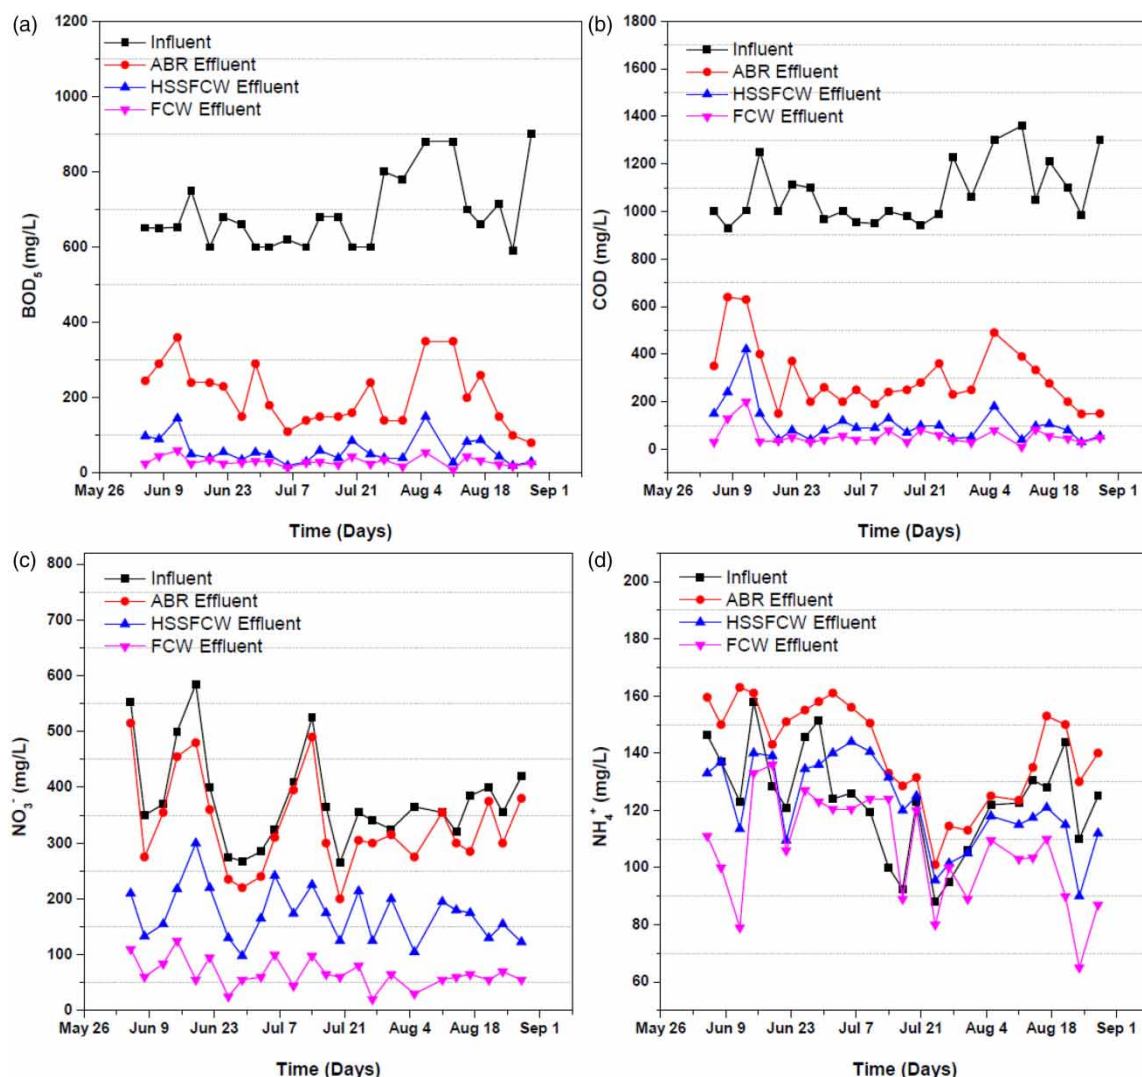 (a)
1200
1000
800
600
400
200
0
BOD5 (mg/L)
Influent
ABR Effluent
HSSFCW Effluent
FCW Effluent
May 26 Jun 9 Jun 23 Jul 7 Jul 21 Aug 4 Aug 18 Sep 1
Time (Days)
(b)
1800
1600
1400
1200
1000
800
600
400
200
0
COD (mg/L)
Influent
ABR Effluent
HSSFCW Effluent
FCW Effluent
May 26 Jun 9 Jun 23 Jul 7 Jul 21 Aug 4 Aug 18 Sep 1
Time (Days)
(c)
800
700
600
500
400
300
200
100
0
NO3- (mg/L)
Influent
ABR Effluent
HSSFCW Effluent
FCW Effluent
May 26 Jun 9 Jun 23 Jul 7 Jul 21 Aug 4 Aug 18 Sep 1
Time (Days)
(d)
200
180
160
140
120
100
80
60
NH4+ (mg/L)
Influent
ABR Effluent
HSSFCW Effluent
FCW Effluent
May 26 Jun 9 Jun 23 Jul 7 Jul 21 Aug 4 Aug 18 Sep 1
Time (Days)